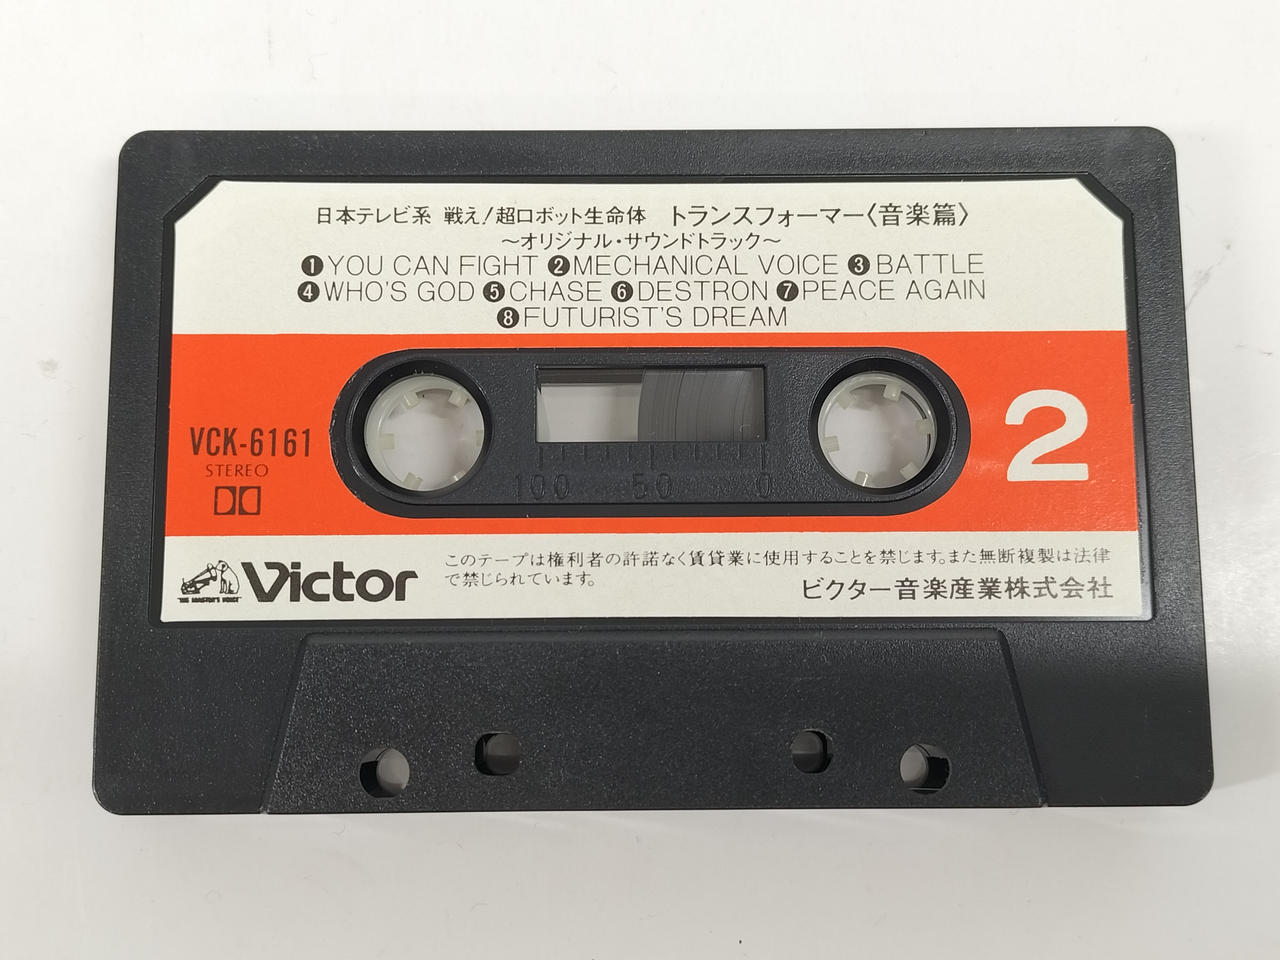 日本テレビ系 戦え!超ロボット生命体 トランスフォーマー〈音楽篇〉
~オリジナル・サウンドトラック~
❶YOU CAN FIGHT ❷MECHANICAL VOICE ❸BATTLE
❹WHO'S GOD ❺CHASE ❻DESTRON ❼PEACE AGAIN
❽FUTURIST'S DREAM
VCK-6161
STEREO
100 50 0
2
"HIS MASTER'S VOICE"
Victor
このテープは権利者の許諾なく賃貸業に使用することを禁じます。また無断複製は法律
で禁じられています。
ビクター音楽産業株式会社